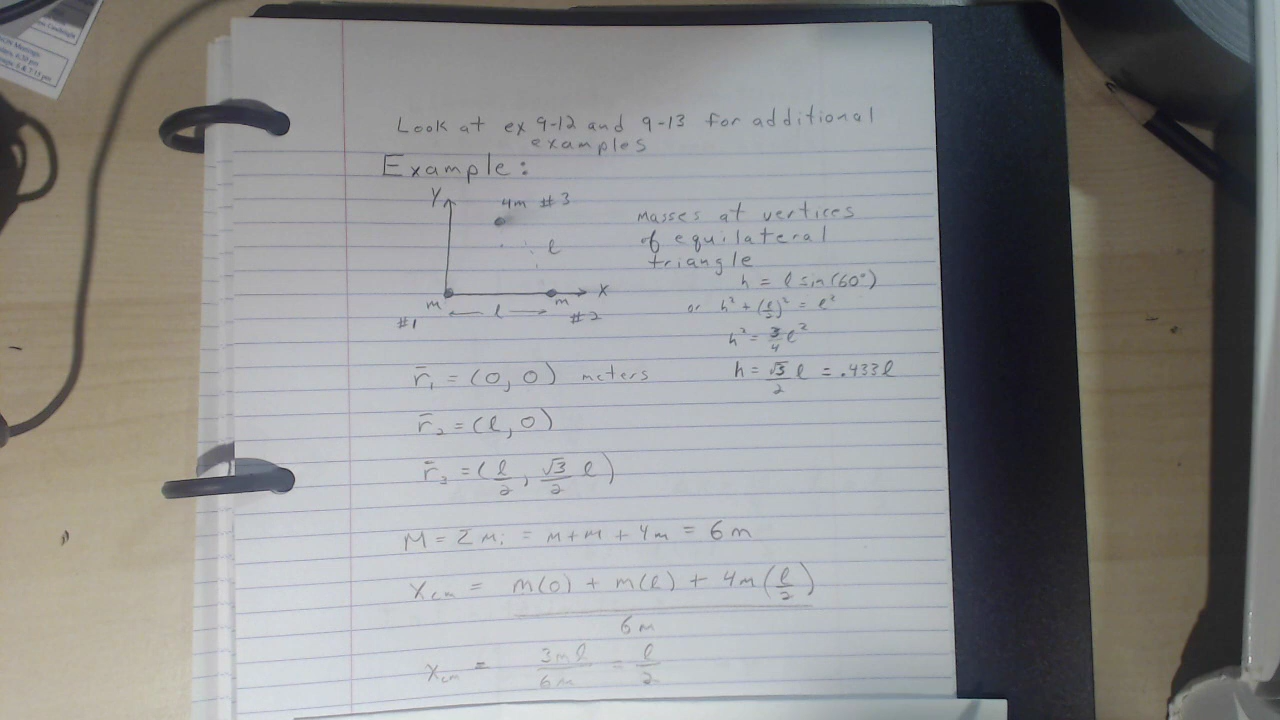 Look at ex 9-12 and 9-13 for additional
examples
Example:
Y
4m #3
l
m
l
m
X
#1
#2
Masses at vertices
of equilateral
triangle
h = l sin(60°)
or h² + (l/2)² = l²
h² = 3/4 l²
h = √3/2 l = .433l
r̄₁ = (0, 0) meters
r̄₂ = (l, 0)
r̄₃ = (l/2, √3/2 l)
M = Σ mᵢ = m + m + 4m = 6m
Xcm = m(0) + m(l) + 4m(l/2)
6m
Xcm = 3ml/6m = l/2